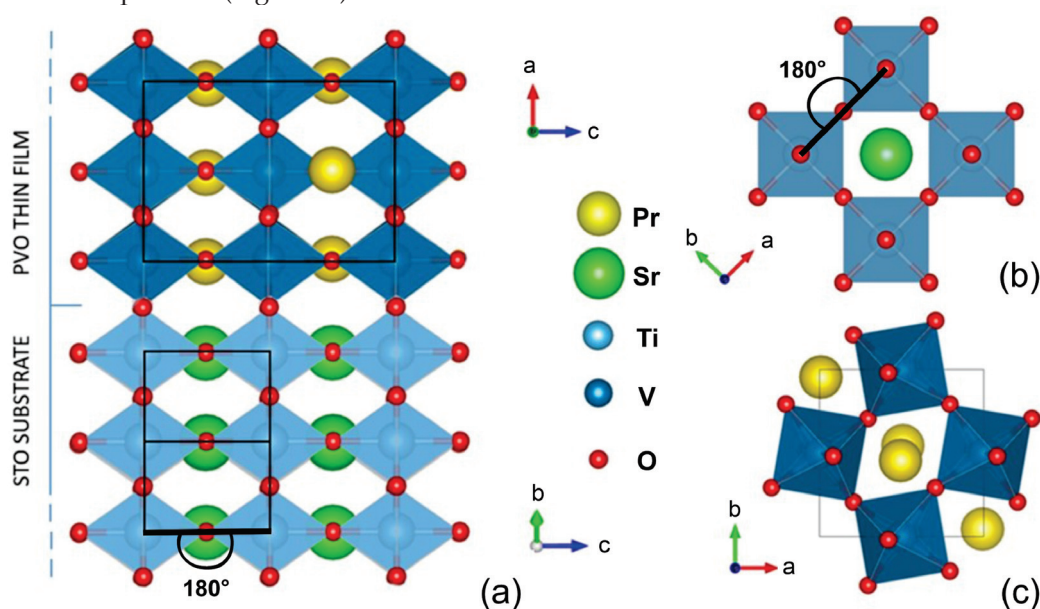 a
c
PVO THIN FILM
STO SUBSTRATE
180°
b
c
(a)
Pr
Sr
Ti
V
O
180°
b
a
(b)
b
a
(c)